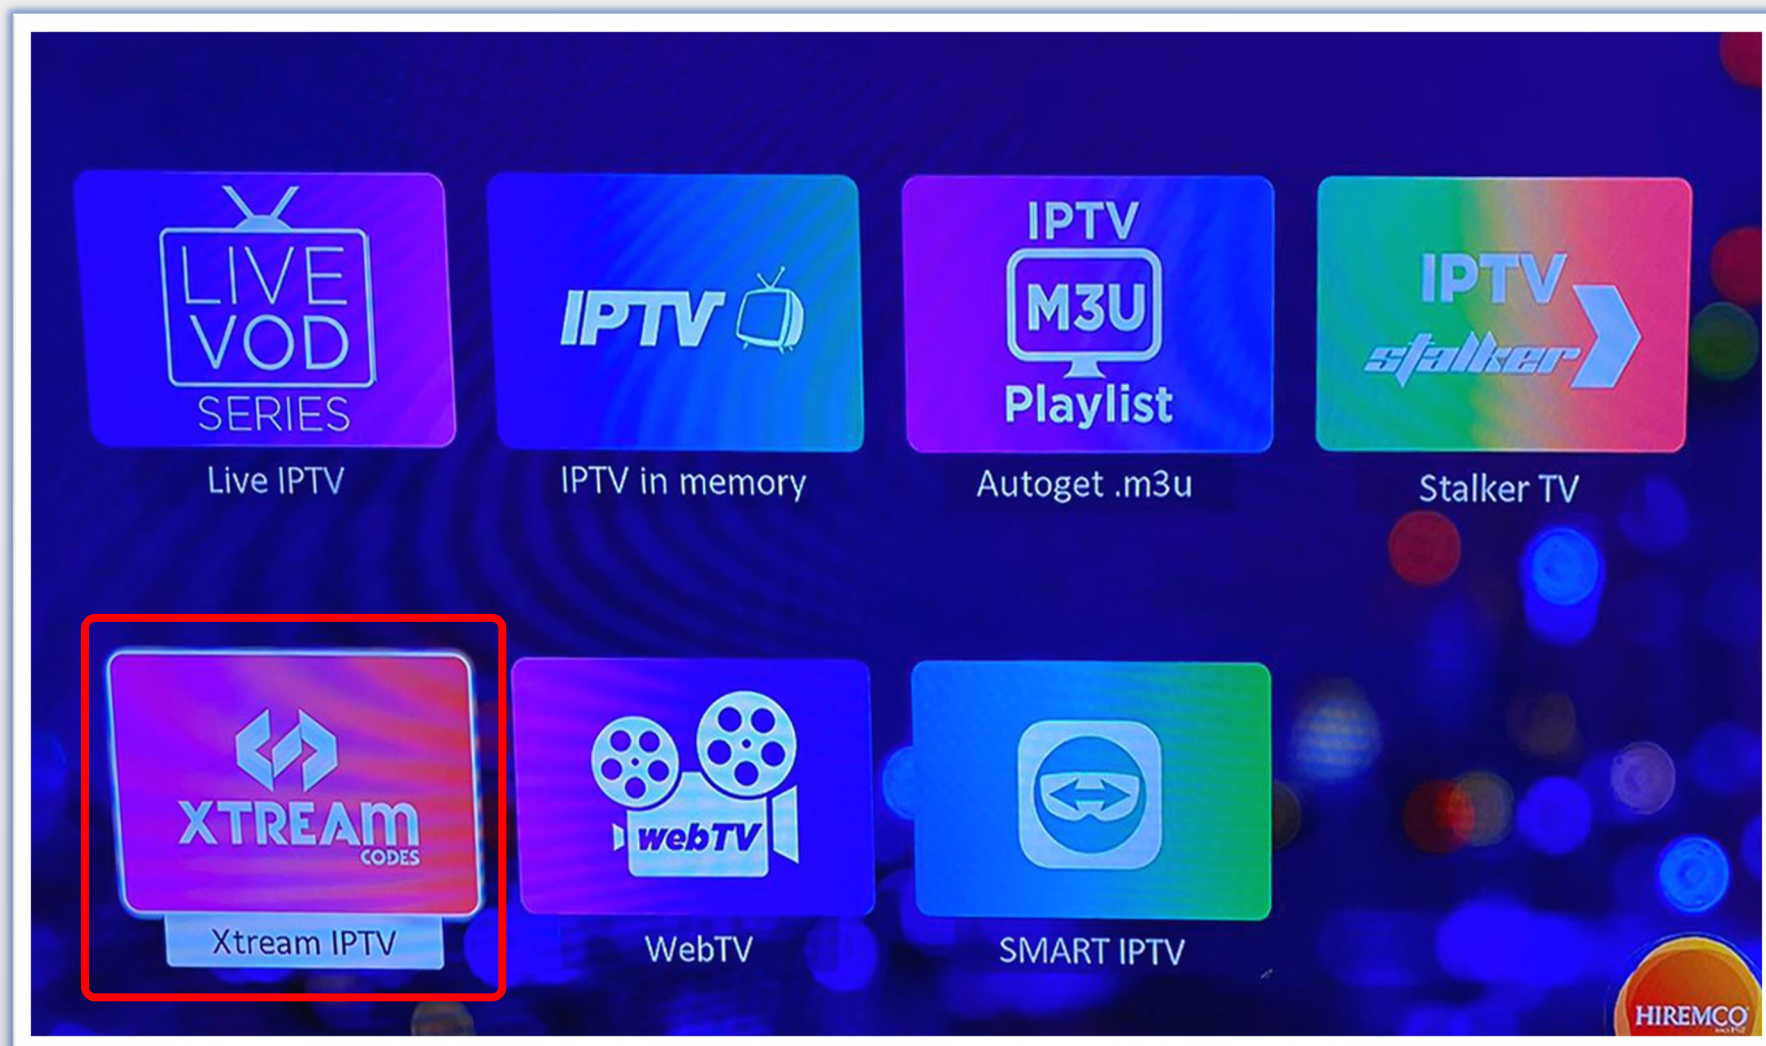 LIVE
VOD
SERIES
Live IPTV
IPTV
IPTV in memory
IPTV
M3U
Playlist
Autoget .m3u
IPTV
stalker
Stalker TV
XTREAM
CODES
Xtream IPTV
webTV
WebTV
SMART IPTV
HIREMCO